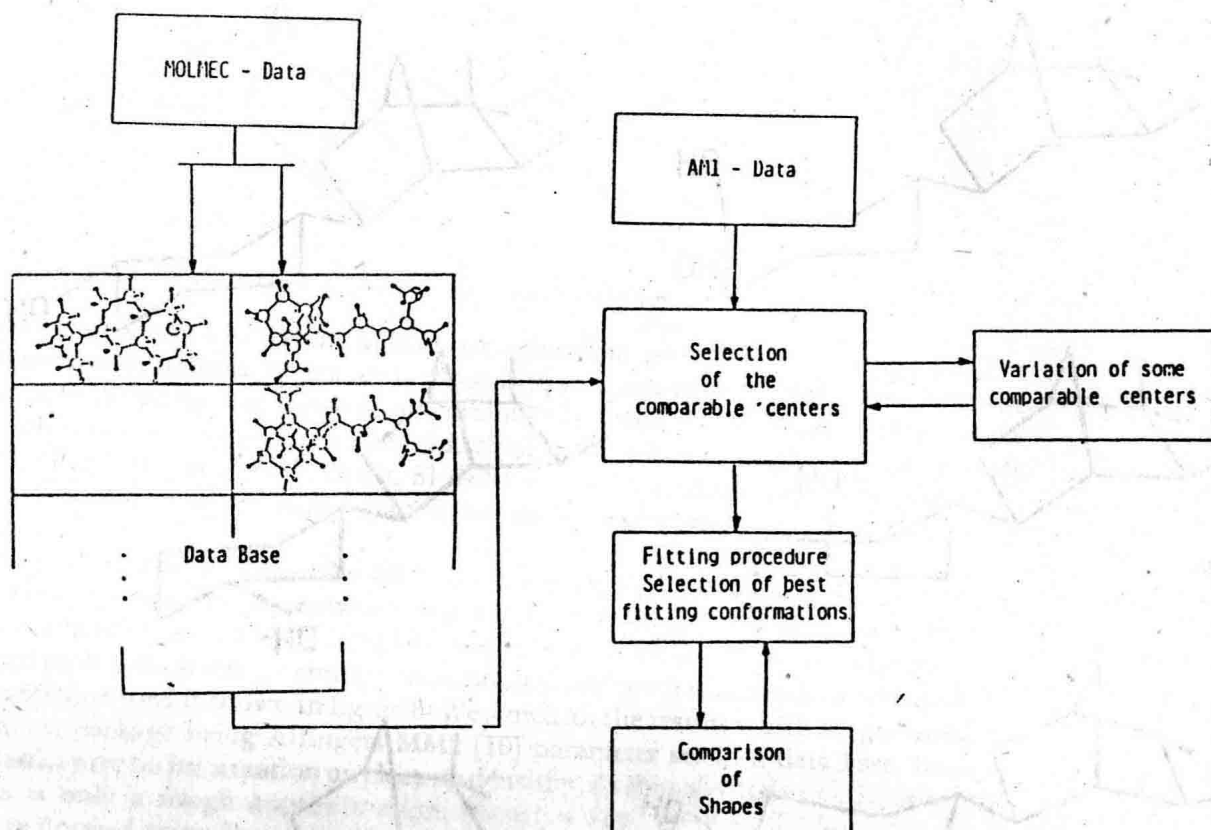 MOLMEC - Data
AM1 - Data
Selection
of the
comparable centers
Variation of some
comparable centers
Data Base
Fitting procedure
Selection of best
fitting conformations
Comparison
of
Shapes